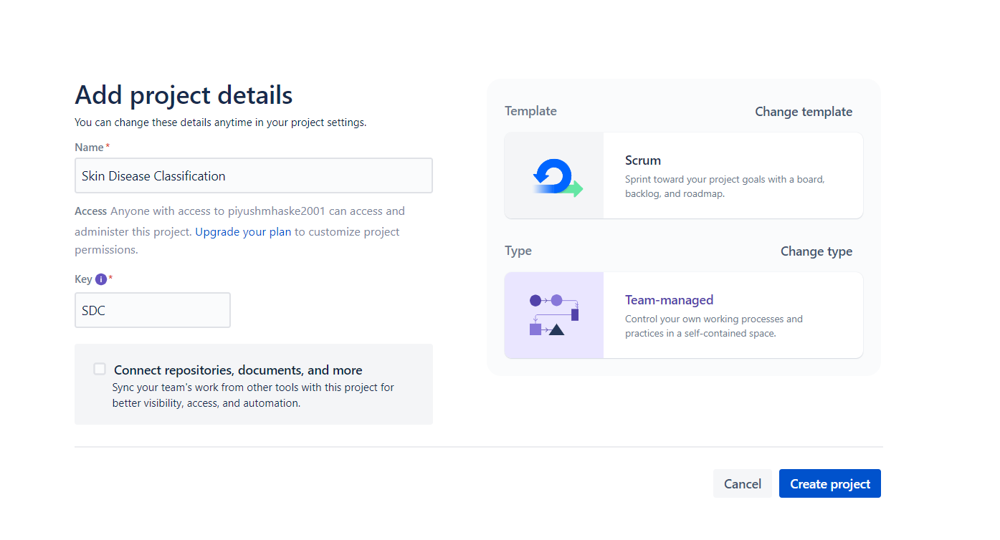 Add project details
You can change these details anytime in your project settings.
Name *
Skin Disease Classification
Access Anyone with access to piyushmhaske2001 can access and
administer this project. Upgrade your plan to customize project
permissions.
Key i *
SDC
Connect repositories, documents, and more
Sync your team's work from other tools with this project for
better visibility, access, and automation.
Template
Change template
Scrum
Sprint toward your project goals with a board,
backlog, and roadmap.
Type
Change type
Team-managed
Control your own working processes and
practices in a self-contained space.
Cancel
Create project